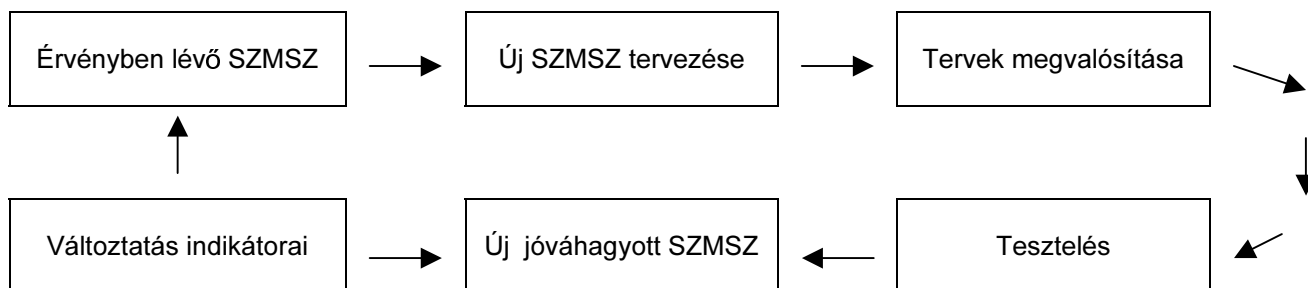 Érvényben lévő SZMSZ
Új SZMSZ tervezése
Tervek megvalósítása
Változtatás indikátorai
Új jóváhagyott SZMSZ
Tesztelés